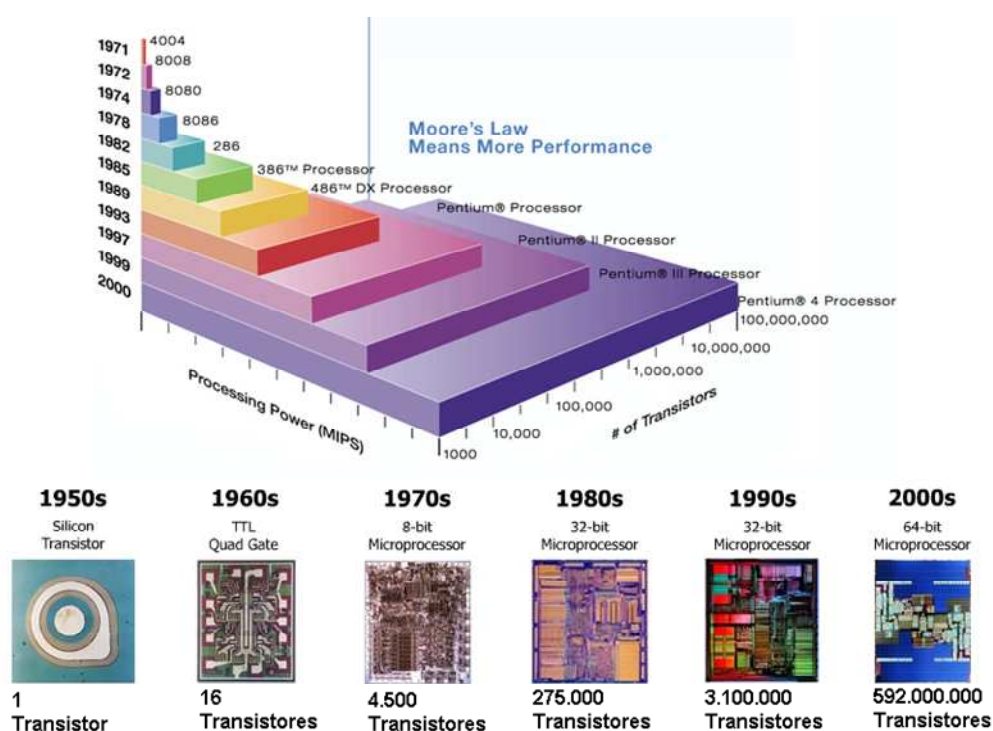 1971
1972
1974
1978
1982
1985
1989
1993
1997
1999
2000
4004
8008
8080
8086
286
386™ Processor
486™ DX Processor
Pentium® Processor
Pentium® II Processor
Pentium® III Processor
Pentium® 4 Processor
Moore's Law
Means More Performance
100,000,000
10,000,000
1,000,000
100,000
10,000
1000
Processing Power (MIPS)
# of Transistors
1950s
Silicon
Transistor
1
Transistor
1960s
TTL
Quad Gate
16
Transistores
1970s
8-bit
Microprocessor
4.500
Transistores
1980s
32-bit
Microprocessor
275.000
Transistores
1990s
32-bit
Microprocessor
3.100.000
Transistores
2000s
64-bit
Microprocessor
592.000.000
Transistores